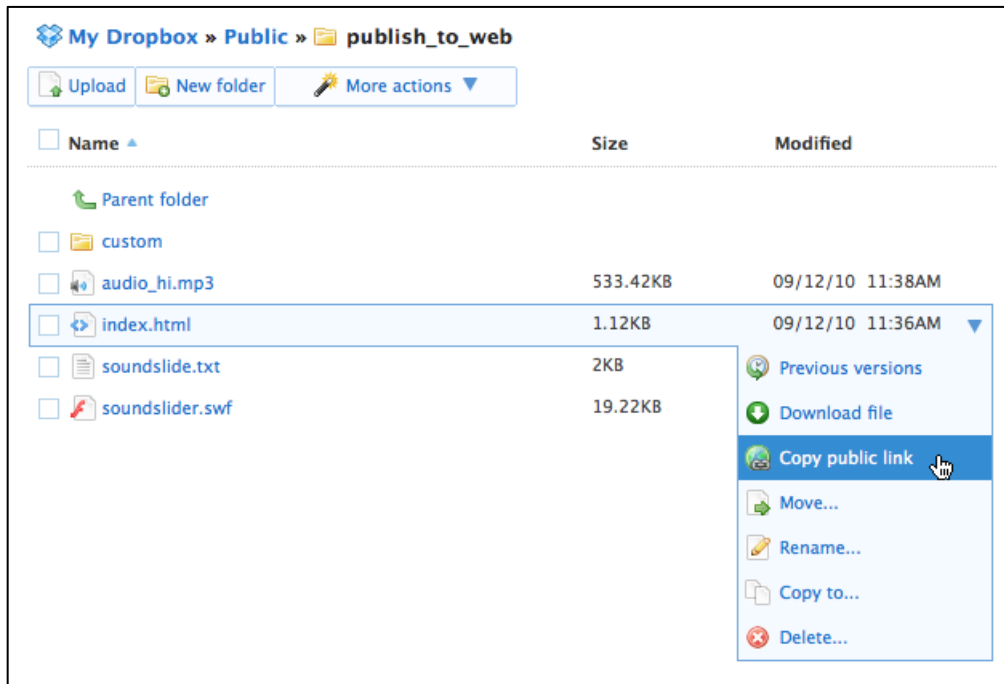 My Dropbox » Public » publish_to_web
Upload New folder More actions ▼
Name ▲ Size Modified
Parent folder
custom
audio_hi.mp3 533.42KB 09/12/10 11:38AM
index.html 1.12KB 09/12/10 11:36AM ▼
soundslide.txt 2KB
Previous versions
soundslider.swf 19.22KB
Download file
Copy public link
Move...
Rename...
Copy to...
Delete...